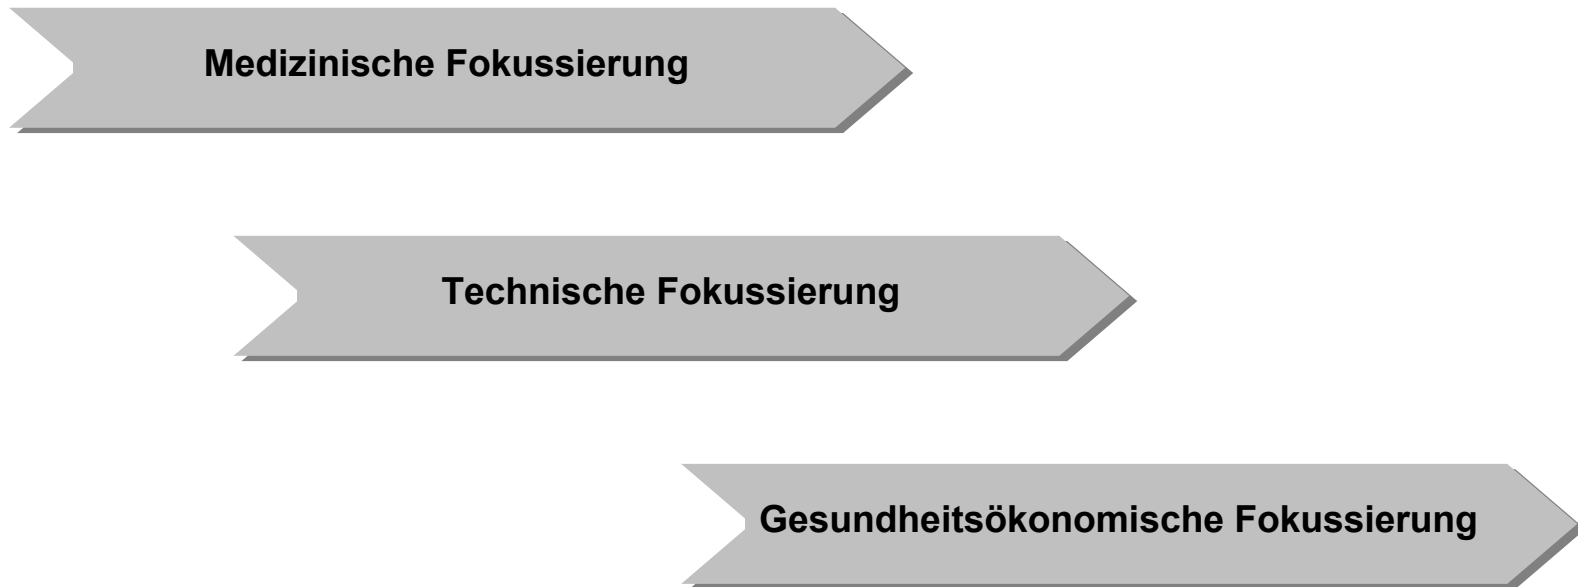 Medizinische Fokussierung
Technische Fokussierung
Gesundheitsökonomische Fokussierung